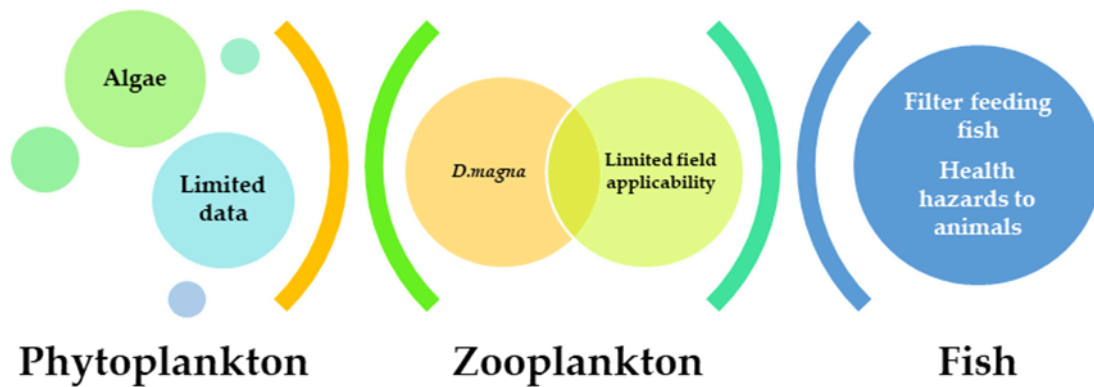 Algae
Limited
data
D.magna
Limited field
applicability
Filter feeding
fish
Health
hazards to
animals
Phytoplankton
Zooplankton
Fish